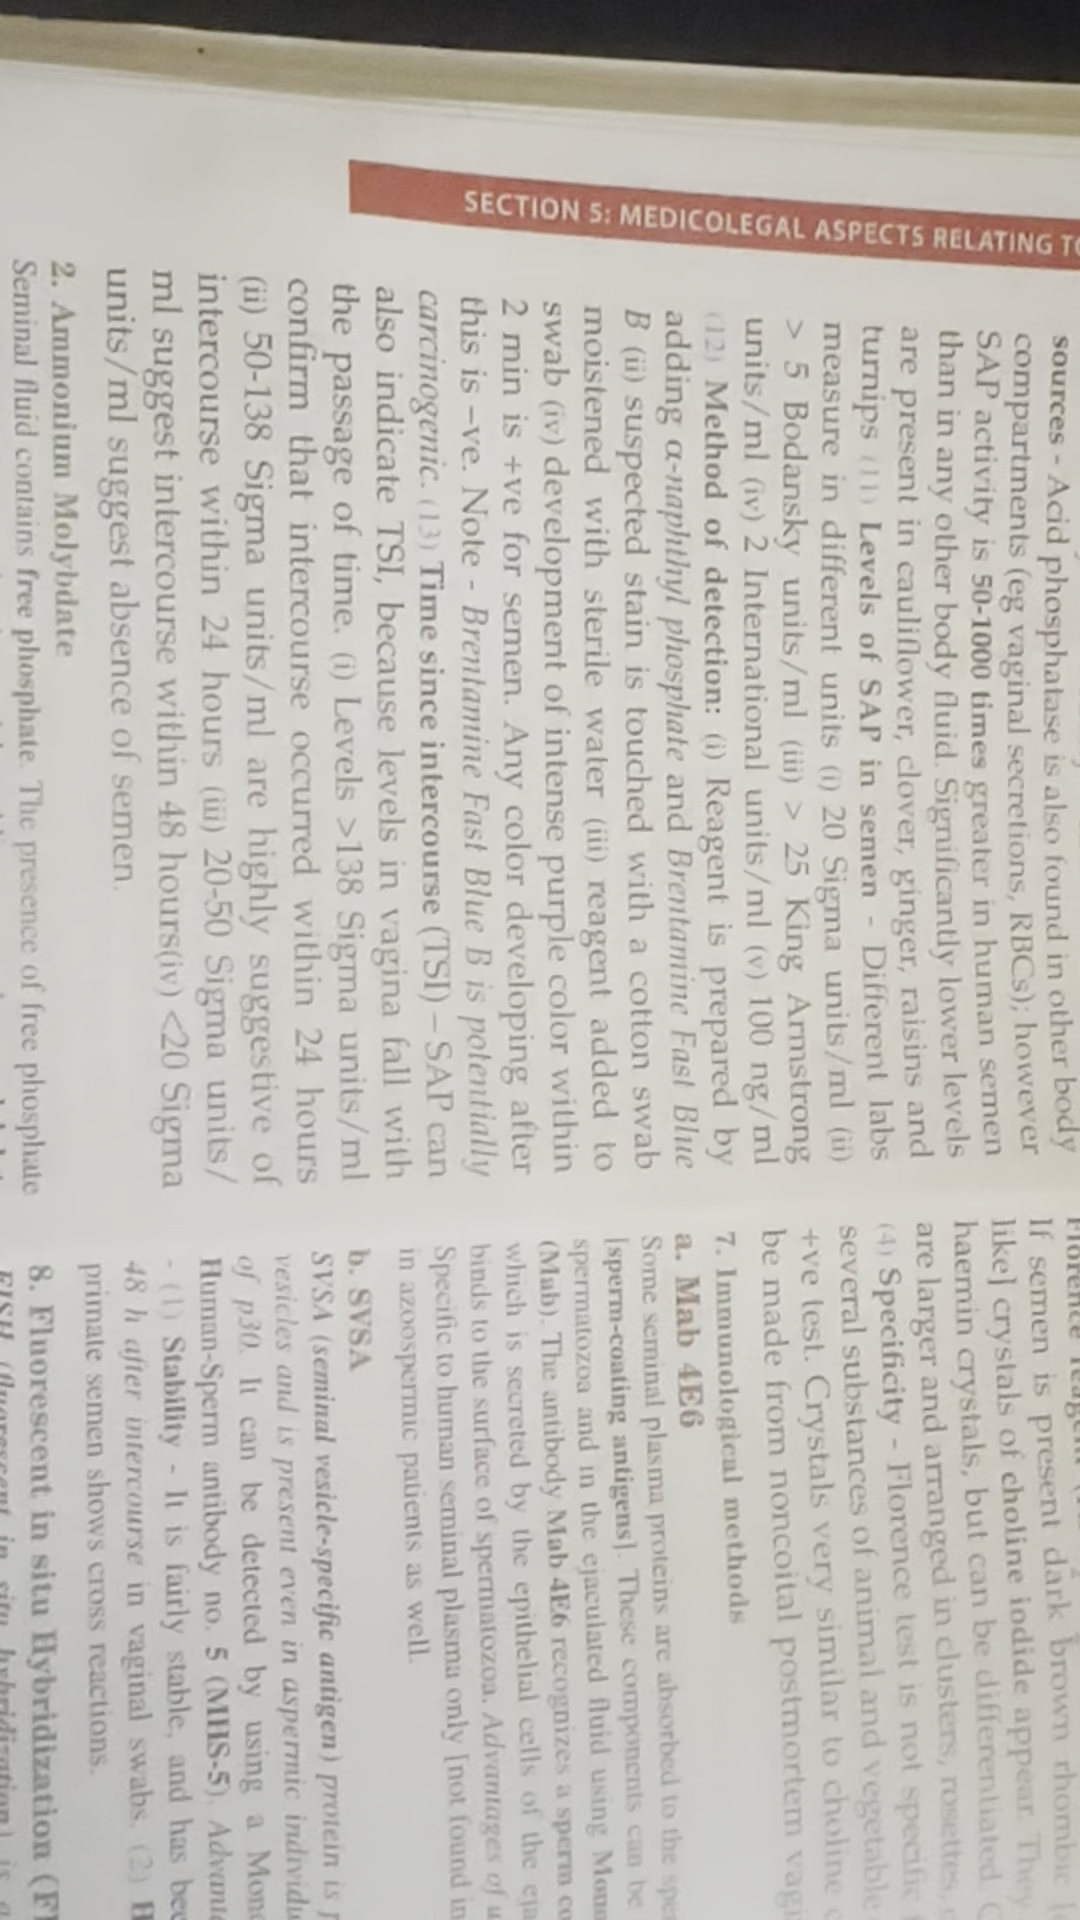 SECTION 5: MEDICOLEGAL ASPECTS RELATING TO
sources - Acid phosphatase is also found in other body
compartments (eg vaginal secretions, RBCs); however
SAP activity is 50-1000 times greater in human semen
than in any other body fluid. Significantly lower levels
are present in cauliflower, clover, ginger, raisins and
turnips (11) Levels of SAP in semen - Different labs
measure in different units (i) 20 Sigma units/ml (ii)
> 5 Bodansky units/ml (iii) > 25 King Armstrong
units/ml (iv) 2 International units/ml (v) 100 ng/ml
(12) Method of detection: (i) Reagent is prepared by
adding α-naphthyl phosphate and Brentamine Fast Blue
B (ii) suspected stain is touched with a cotton swab
moistened with sterile water (iii) reagent added to
swab (iv) development of intense purple color within
2 min is +ve for semen. Any color developing after
this is –ve. Note - Brentamine Fast Blue B is potentially
carcinogenic. (13) Time since intercourse (TSI) – SAP can
also indicate TSI, because levels in vagina fall with
the passage of time. (i) Levels >138 Sigma units/ml
confirm that intercourse occurred within 24 hours
(ii) 50-138 Sigma units/ml are highly suggestive of
intercourse within 24 hours (iii) 20-50 Sigma units/
ml suggest intercourse within 48 hours(iv) <20 Sigma
units/ml suggest absence of semen.
2. Ammonium Molybdate
Seminal fluid contains free phosphate. The presence of free phosphate
Florence
If semen is present dark brown rhombic
like] crystals of choline iodide appear. They
haemin crystals, but can be differentiated.
are larger and arranged in clusters, rosettes,
(4) Specificity - Florence test is not specific
several substances of animal and vegetable
+ve test. Crystals very similar to choline
be made from noncoital postmortem vagi
7. Immunological methods
a. Mab 4E6
Some seminal plasma proteins are absorbed to the
[sperm-coating antigens]. These components can be
spermatozoa and in the ejaculated fluid using
(Mab). The antibody Mab 4E6 recognizes a sperm
which is secreted by the epithelial cells of the
binds to the surface of spermatozoa. Advantages of
Specific to human seminal plasma only [not found in
in azoospermic patients as well.
b. SVSA
SVSA (seminal vesicle-specific antigen) protein is
vesicles and is present even in aspermic
of p30. It can be detected by using a
Human-Sperm antibody no. 5 (MHS-5).
- (1) Stability - It is fairly stable, and has
48 h after intercourse in vaginal swabs. (2)
primate semen shows cross reactions.
8. Fluorescent in situ Hybridization
FISH (fluorescent in situ hybridization) is